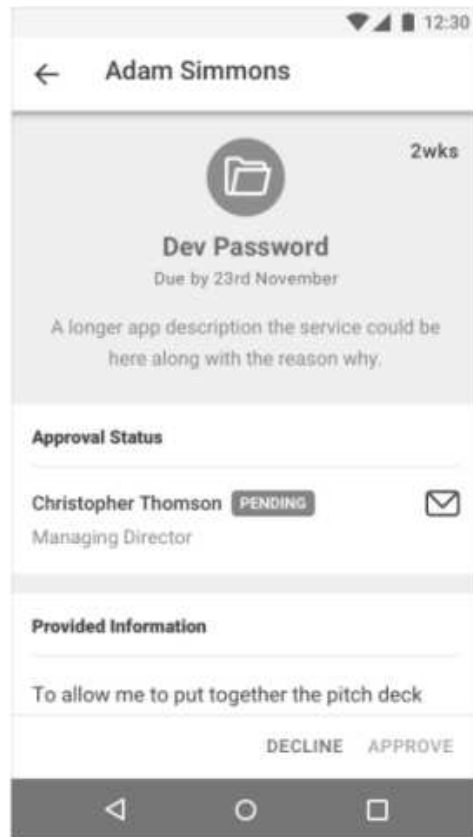 12:30
Adam Simmons
2wks
Dev Password
Due by 23rd November
A longer app description the service could be
here along with the reason why.
Approval Status
Christopher Thomson PENDING
Managing Director
Provided Information
To allow me to put together the pitch deck
DECLINE APPROVE